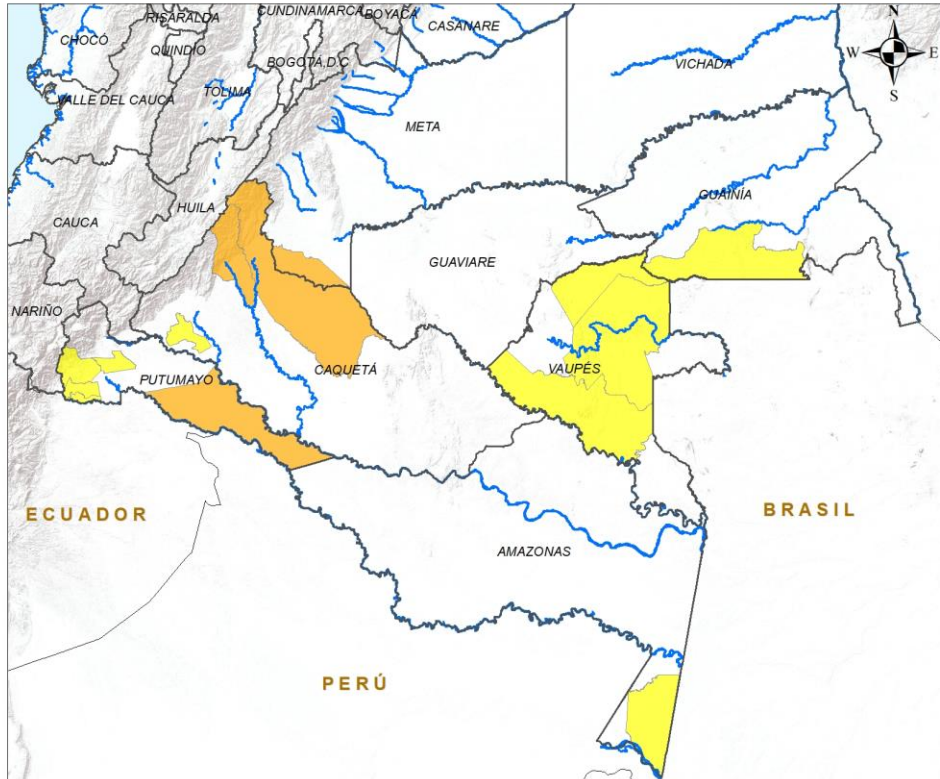 CUNDINAMARCA
RISARALDA
BOYACÁ
CASANARE
CHOCÓ
QUINDÍO
BOGOTÁ,D.C
N
W E
S
VICHADA
TOLIMA
VALLE DEL CAUCA
META
GUAINÍA
HUILA
CAUCA
GUAVIARE
NARIÑO
CAQUETÁ
VAUPÉS
PUTUMAYO
ECUADOR
BRASIL
AMAZONAS
PERÚ